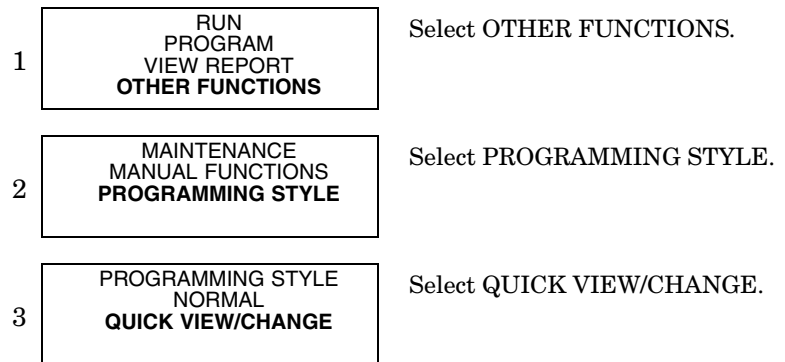 1
RUN
PROGRAM
VIEW REPORT
OTHER FUNCTIONS
Select OTHER FUNCTIONS.
2
MAINTENANCE
MANUAL FUNCTIONS
PROGRAMMING STYLE
Select PROGRAMMING STYLE.
3
PROGRAMMING STYLE
NORMAL
QUICK VIEW/CHANGE
Select QUICK VIEW/CHANGE.